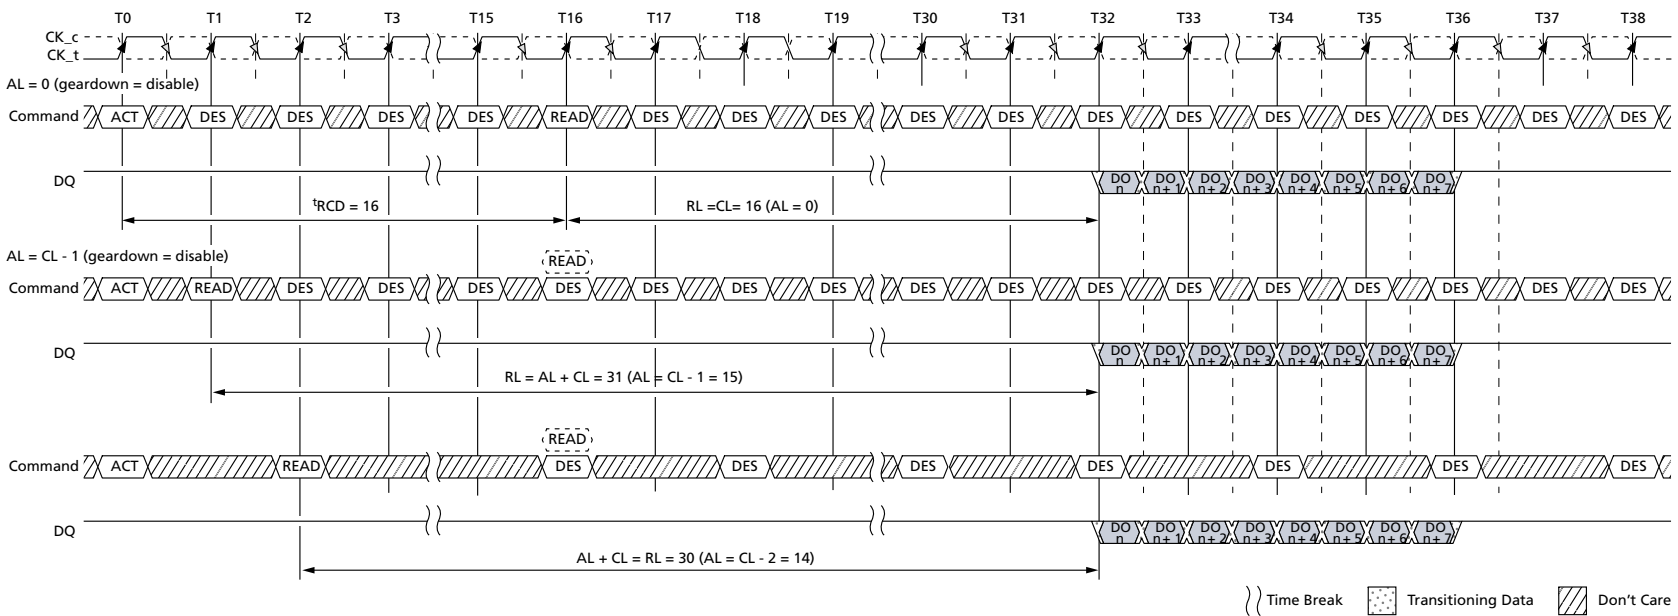 T0 T1 T2 T3 T15 T16 T17 T18 T19 T30 T31 T32 T33 T34 T35 T36 T37 T38
CK_c
CK_t
AL = 0 (geardown = disable)
Command ACT DES DES DES DES READ DES DES DES DES DES DES DES DES DES DES DES DES
DQ DO n DO n + 1 DO n + 2 DO n + 3 DO n + 4 DO n + 5 DO n + 6 DO n + 7
tRCD = 16 RL =CL= 16 (AL = 0)
AL = CL - 1 (geardown = disable)
READ
Command ACT READ DES DES DES DES DES DES DES DES DES DES DES DES DES DES DES DES
DQ DO n DO n + 1 DO n + 2 DO n + 3 DO n + 4 DO n + 5 DO n + 6 DO n + 7
RL = AL + CL = 31 (AL = CL - 1 = 15)
READ
Command ACT READ DES DES DES DES DES DES DES
DQ DO n DO n + 1 DO n + 2 DO n + 3 DO n + 4 DO n + 5 DO n + 6 DO n + 7
AL + CL = RL = 30 (AL = CL - 2 = 14)
Time Break Transitioning Data Don't Care